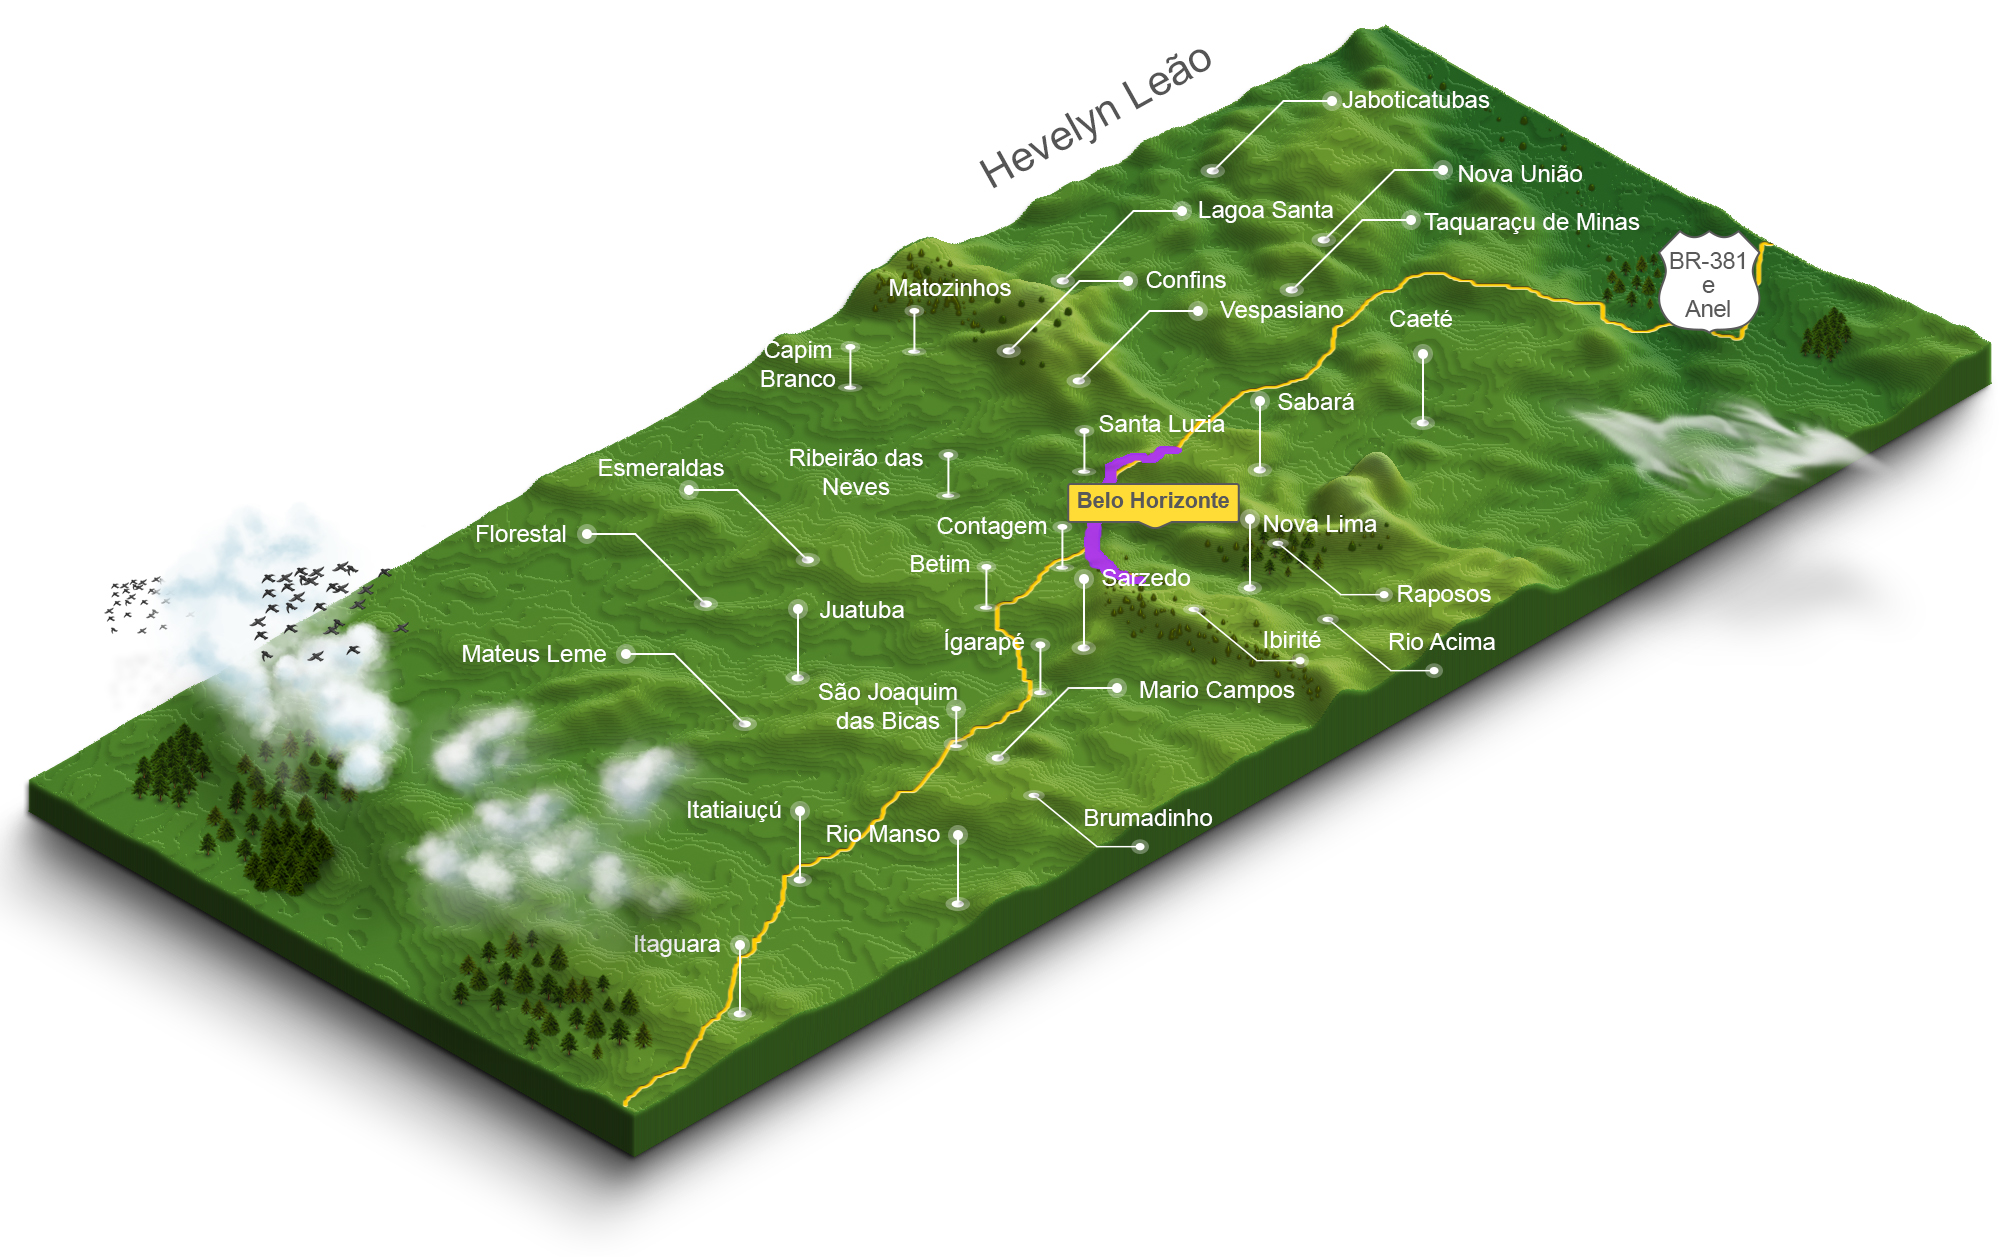 Hevelyn Leão
Jaboticatubas
Nova União
Lagoa Santa
Taquaraçu de Minas
BR-381
e
Anel
Matozinhos
Confins
Vespasiano
Caeté
Capim
Branco
Sabará
Santa Luzia
Esmeraldas
Ribeirão das
Neves
Belo Horizonte
Florestal
Contagem
Nova Lima
Betim
Sarzedo
Raposos
Juatuba
Ígarapé
Ibirité
Rio Acima
Mateus Leme
São Joaquim
das Bicas
Mario Campos
Itatiaiuçú
Rio Manso
Brumadinho
Itaguara